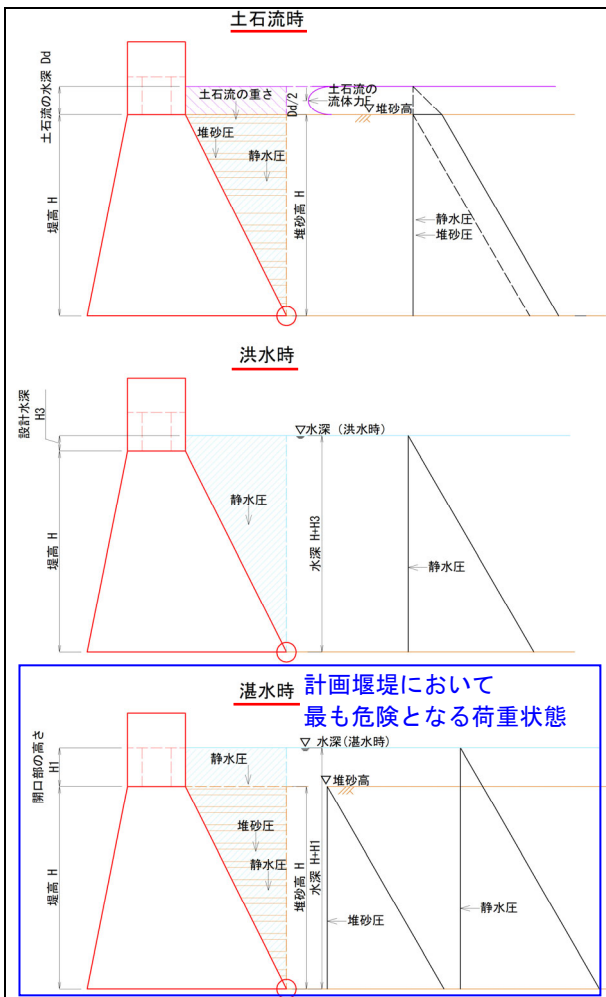 土石流時
土石流の水深 Dd
堤高 H
土石流の重さ
堆砂圧
静水圧
Dd/2
土石流の
流体力F
▽堆砂高
堆砂高 H
静水圧
堆砂圧
洪水時
設計水深
H3
堤高 H
静水圧
▽水深(洪水時)
水深 H+H3
静水圧
計画堰堤において
最も危険となる荷重状態
湛水時
開口部の高さ
H1
堤高 H
静水圧
▽ 水深(湛水時)
▽堆砂高
堆砂圧
静水圧
堆砂高 H
水深 H+H1
堆砂圧
静水圧